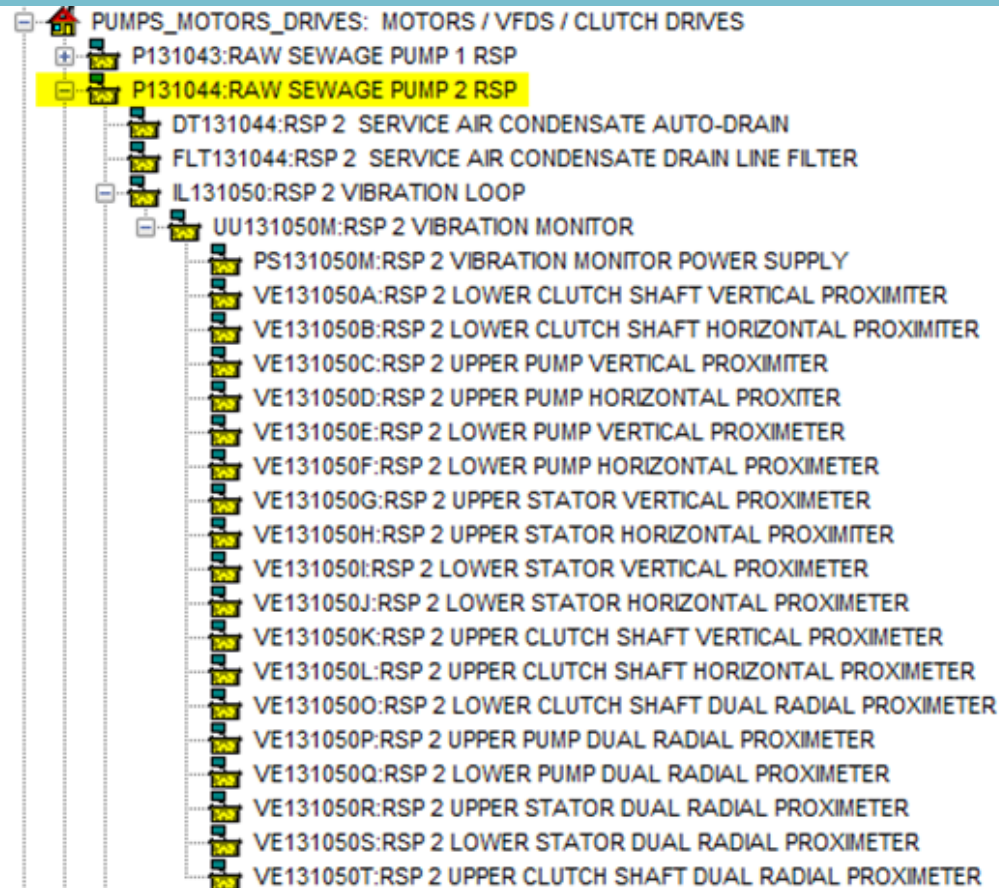 PUMPS_MOTORS_DRIVES: MOTORS / VFDS / CLUTCH DRIVES
P131043:RAW SEWAGE PUMP 1 RSP
P131044:RAW SEWAGE PUMP 2 RSP
DT131044:RSP 2 SERVICE AIR CONDENSATE AUTO-DRAIN
FLT131044:RSP 2 SERVICE AIR CONDENSATE DRAIN LINE FILTER
IL131050:RSP 2 VIBRATION LOOP
UU131050M:RSP 2 VIBRATION MONITOR
PS131050M:RSP 2 VIBRATION MONITOR POWER SUPPLY
VE131050A:RSP 2 LOWER CLUTCH SHAFT VERTICAL PROXIMITER
VE131050B:RSP 2 LOWER CLUTCH SHAFT HORIZONTAL PROXIMITER
VE131050C:RSP 2 UPPER PUMP VERTICAL PROXIMITER
VE131050D:RSP 2 UPPER PUMP HORIZONTAL PROXITER
VE131050E:RSP 2 LOWER PUMP VERTICAL PROXIMETER
VE131050F:RSP 2 LOWER PUMP HORIZONTAL PROXIMETER
VE131050G:RSP 2 UPPER STATOR VERTICAL PROXIMETER
VE131050H:RSP 2 UPPER STATOR HORIZONTAL PROXIMITER
VE131050I:RSP 2 LOWER STATOR VERTICAL PROXIMETER
VE131050J:RSP 2 LOWER STATOR HORIZONTAL PROXIMETER
VE131050K:RSP 2 UPPER CLUTCH SHAFT VERTICAL PROXIMETER
VE131050L:RSP 2 UPPER CLUTCH SHAFT HORIZONTAL PROXIMETER
VE131050O:RSP 2 LOWER CLUTCH SHAFT DUAL RADIAL PROXIMETER
VE131050P:RSP 2 UPPER PUMP DUAL RADIAL PROXIMETER
VE131050Q:RSP 2 LOWER PUMP DUAL RADIAL PROXIMETER
VE131050R:RSP 2 UPPER STATOR DUAL RADIAL PROXIMETER
VE131050S:RSP 2 LOWER STATOR DUAL RADIAL PROXIMETER
VE131050T:RSP 2 UPPER CLUTCH SHAFT DUAL RADIAL PROXIMETER